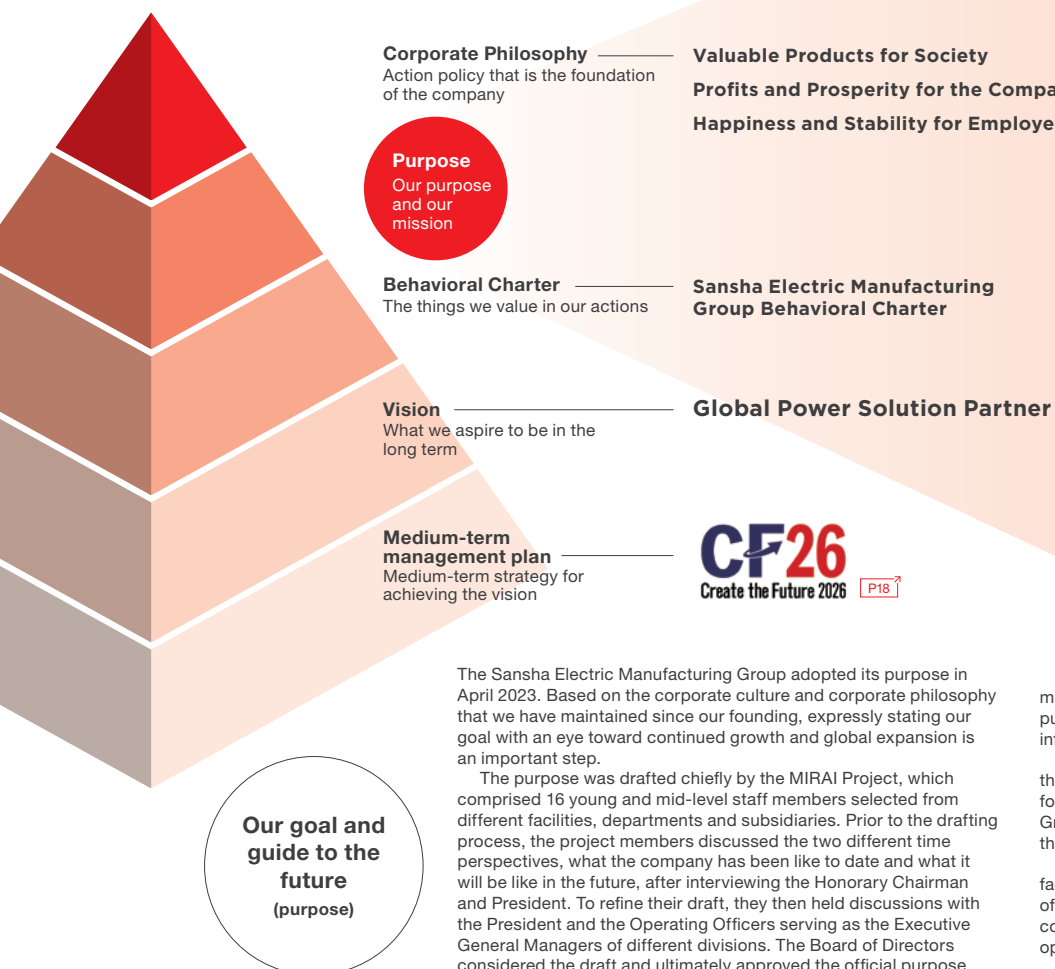 Corporate Philosophy
Action policy that is the foundation
of the company
Valuable Products for Society
Profits and Prosperity for the
Happiness and Stability for
Purpose
Our purpose
and our
mission
Behavioral Charter
The things we value in our actions
Sansha Electric Manufacturing
Group Behavioral Charter
Vision
What we aspire to be in the
long term
Global Power Solution Partner
Medium-term
management plan
Medium-term strategy for
achieving the vision
CF26
Create the Future 2026
P18
Our goal and
guide to the
future
(purpose)
The Sansha Electric Manufacturing Group adopted its purpose in
April 2023. Based on the corporate culture and corporate philosophy
that we have maintained since our founding, expressly stating our
goal with an eye toward continued growth and global expansion is
an important step.
The purpose was drafted chiefly by the MIRAI Project, which
comprised 16 young and mid-level staff members selected from
different facilities, departments and subsidiaries. Prior to the drafting
process, the project members discussed the two different time
perspectives, what the company has been like to date and what it
will be like in the future, after interviewing the Honorary Chairman
and President. To refine their draft, they then held discussions with
the President and the Operating Officers serving as the Executive
General Managers of different divisions. The Board of Directors
considered the draft and ultimately approved the official purpose